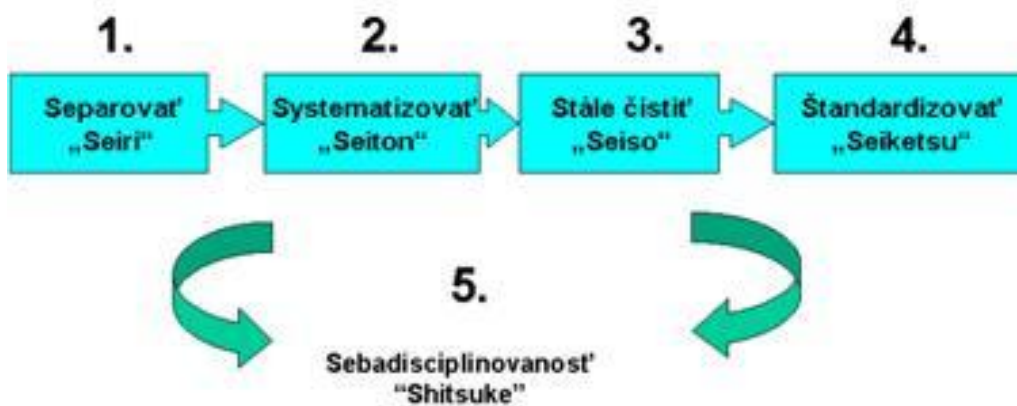 1.
Separovať
„Seiri“
2.
Systematizovať
„Seiton“
3.
Stále čistiť
„Seiso“
4.
Štandardizovať
„Seiketsu“
5.
Sebadisciplinovanosť
“Shitsuke”